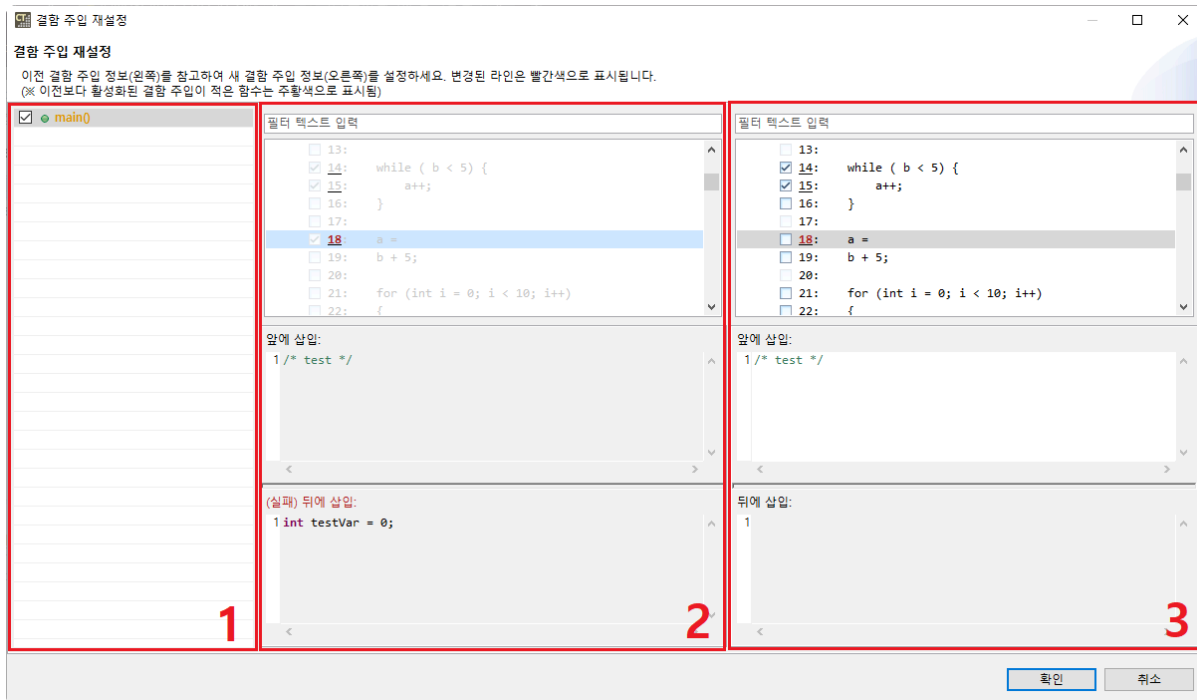 CT 결함 주입 재설정
결함 주입 재설정
이전 결함 주입 정보(왼쪽)를 참고하여 새 결함 주입 정보(오른쪽)를 설정하세요. 변경된 라인은 빨간색으로 표시됩니다.
(※ 이전보다 활성화된 결함 주입이 적은 함수는 주황색으로 표시됨)
main()
1
필터 텍스트 입력
13:
14: while ( b < 5) {
15: a++;
16: }
17:
18: a =
19: b + 5;
20:
21: for (int i = 0; i < 10; i++)
22: {
앞에 삽입:
1 /* test */
(실패) 뒤에 삽입:
1 int testVar = 0;
2
필터 텍스트 입력
13:
14: while ( b < 5) {
15: a++;
16: }
17:
18: a =
19: b + 5;
20:
21: for (int i = 0; i < 10; i++)
22: {
앞에 삽입:
1 /* test */
뒤에 삽입:
1
3
확인
취소